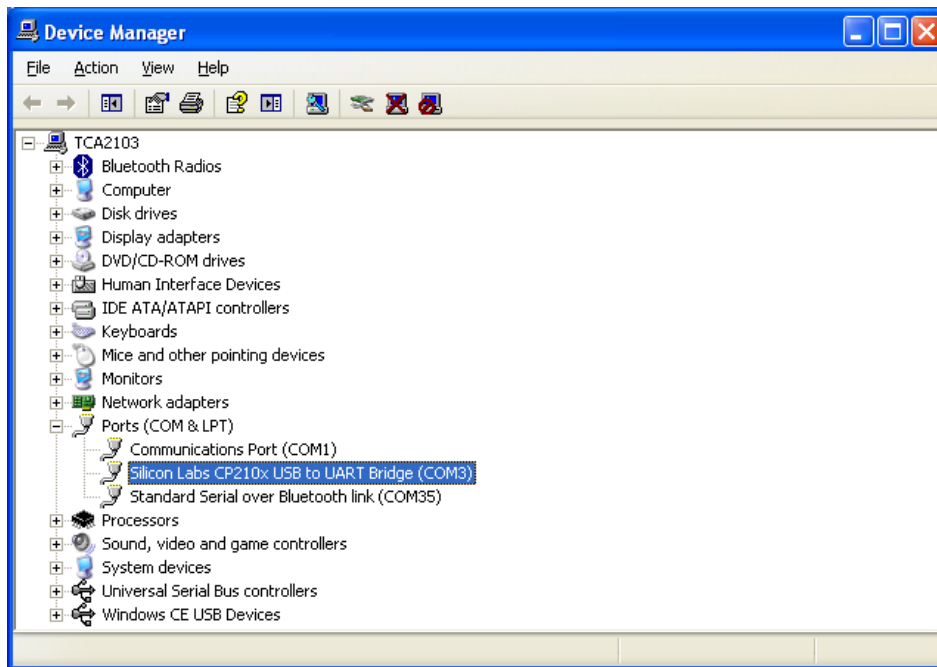 Device Manager
File Action View Help
TCA2103
Bluetooth Radios
Computer
Disk drives
Display adapters
DVD/CD-ROM drives
Human Interface Devices
IDE ATA/ATAPI controllers
Keyboards
Mice and other pointing devices
Monitors
Network adapters
Ports (COM & LPT)
Communications Port (COM1)
Silicon Labs CP210x USB to UART Bridge (COM3)
Standard Serial over Bluetooth link (COM35)
Processors
Sound, video and game controllers
System devices
Universal Serial Bus controllers
Windows CE USB Devices